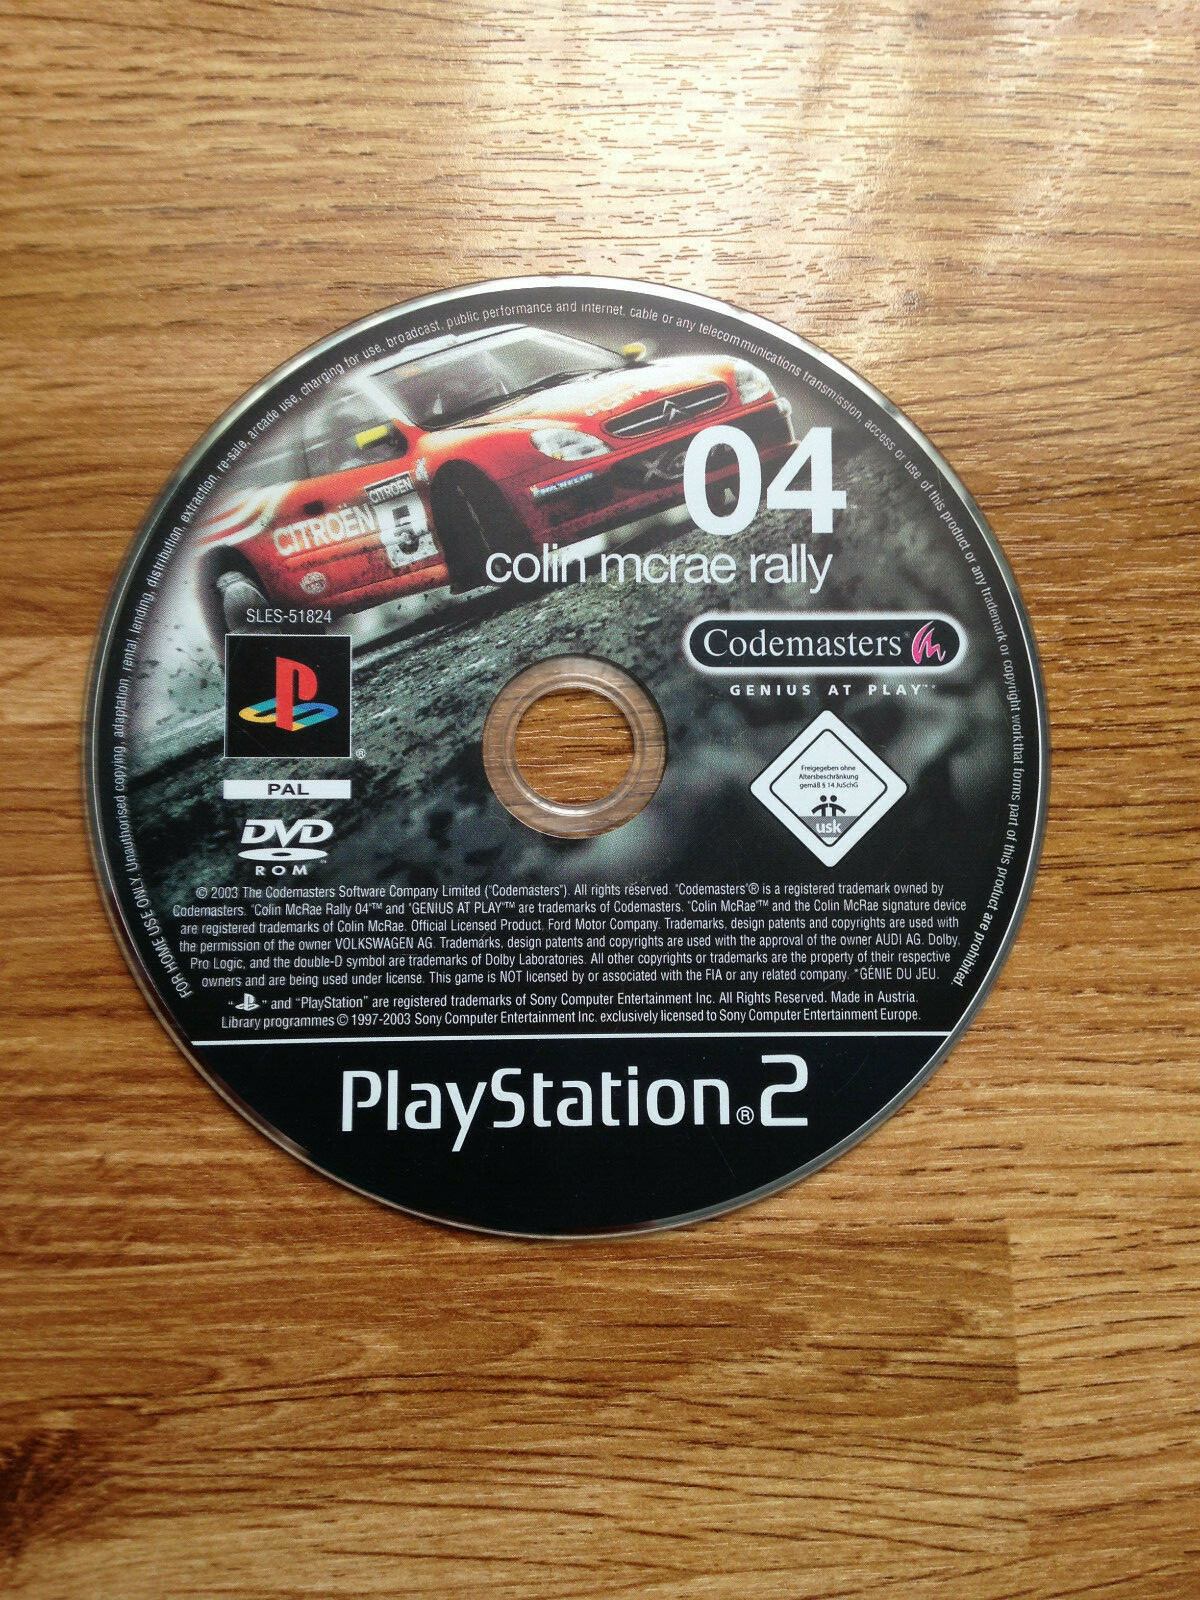 FOR HOME USE ONLY. Unauthorised copying, adaptation, rental, lending, distribution, extraction, re-sale, arcade use, charging for use, broadcast, public performance and internet, cable or any telecommunications transmission, access or use of this product or any trademark or copyright work that forms part of this product are prohibited.
CITROËN
CITROËN
5
04
colin mcrae rally
SLES-51824
Codemasters®
GENIUS AT PLAY™
®
PAL
DVD
ROM
Freigegeben ohne
Altersbeschränkung
gemäß § 14 JuSchG
usk
© 2003 The Codemasters Software Company Limited ("Codemasters"). All rights reserved. "Codemasters"® is a registered trademark owned by
Codemasters. "Colin McRae Rally 04"™ and "GENIUS AT PLAY"™ are trademarks of Codemasters. "Colin McRae"™ and the Colin McRae signature device
are registered trademarks of Colin McRae. Official Licensed Product, Ford Motor Company. Trademarks, design patents and copyrights are used with
the permission of the owner VOLKSWAGEN AG. Trademarks, design patents and copyrights are used with the approval of the owner AUDI AG. Dolby,
Pro Logic, and the double-D symbol are trademarks of Dolby Laboratories. All other copyrights or trademarks are the property of their respective
owners and are being used under license. This game is NOT licensed by or associated with the FIA or any related company. *GÉNIE DU JEU.
" " and "PlayStation" are registered trademarks of Sony Computer Entertainment Inc. All Rights Reserved. Made in Austria.
Library programmes © 1997-2003 Sony Computer Entertainment Inc. exclusively licensed to Sony Computer Entertainment Europe.
PlayStation®2